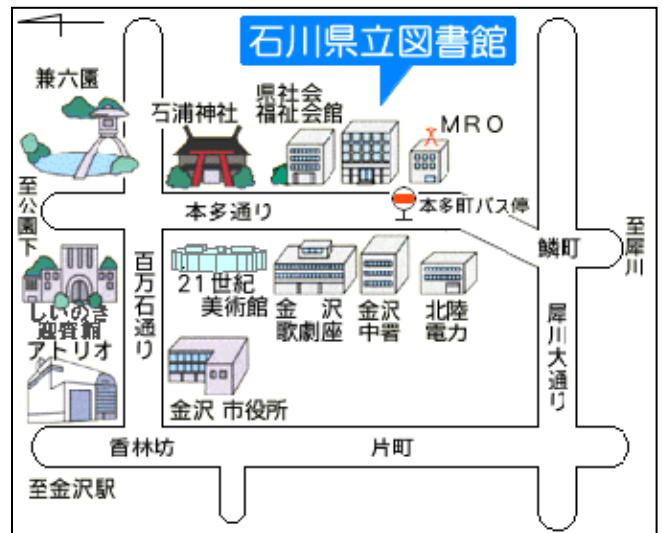 石川県立図書館
兼六園
石浦神社
県社会
福祉会館
MRO
至公園下
本多通り
本多町バス停
鱗町
至犀川
百万石通り
21世紀
美術館
金沢
歌劇座
金沢
中署
北陸
電力
犀川大通り
しいのき
迎賓館
アトリオ
金沢市役所
香林坊
片町
至金沢駅